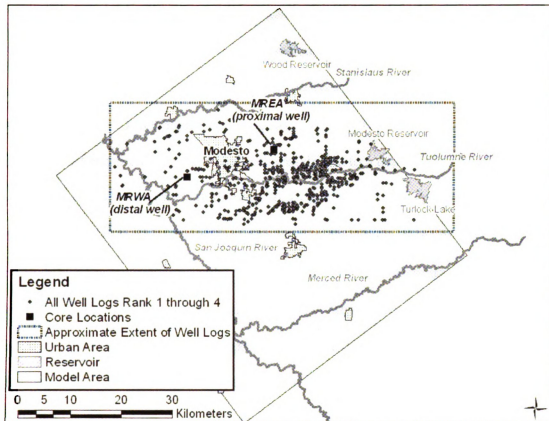 Wood Reservoir
Stanislaus River
MREA
(proximal well)
Modesto Reservoir
Modesto
Tuolumne River
MRWA
(distal well)
Turlock Lake
San Joaquin River
Merced River
Legend
All Well Logs Rank 1 through 4
Core Locations
Approximate Extent of Well Logs
Urban Area
Reservoir
Model Area
0 5 10 20 30
Kilometers